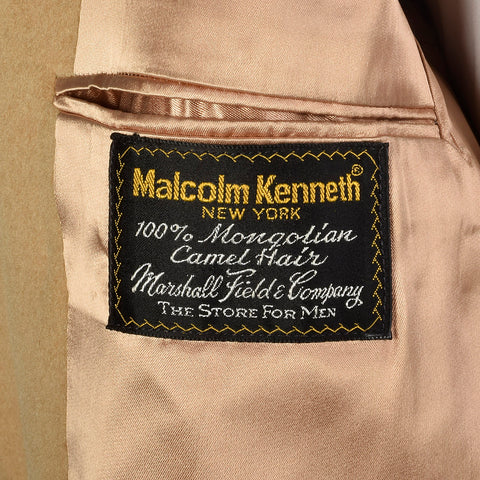 Malcolm Kenneth®
NEW YORK
100% Mongolian
Camel Hair
Marshall Field & Company
THE STORE FOR MEN